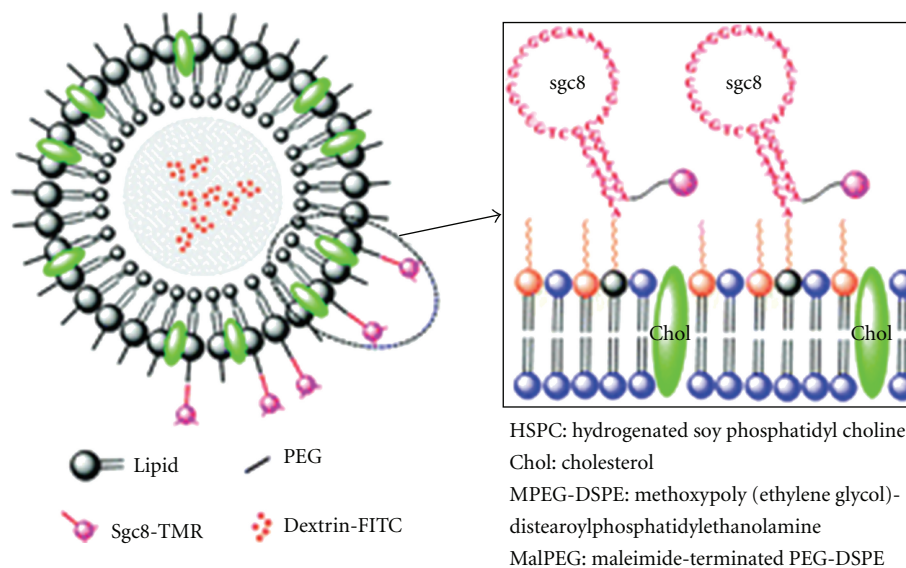 sgc8
sgc8
Chol
Chol
Lipid
PEG
Sgc8-TMR
Dextrin-FITC
HSPC: hydrogenated soy phosphatidyl choline
Chol: cholesterol
MPEG-DSPE: methoxypoly (ethylene glycol)-
distearoylphosphatidylethanolamine
MalPEG: maleimide-terminated PEG-DSPE